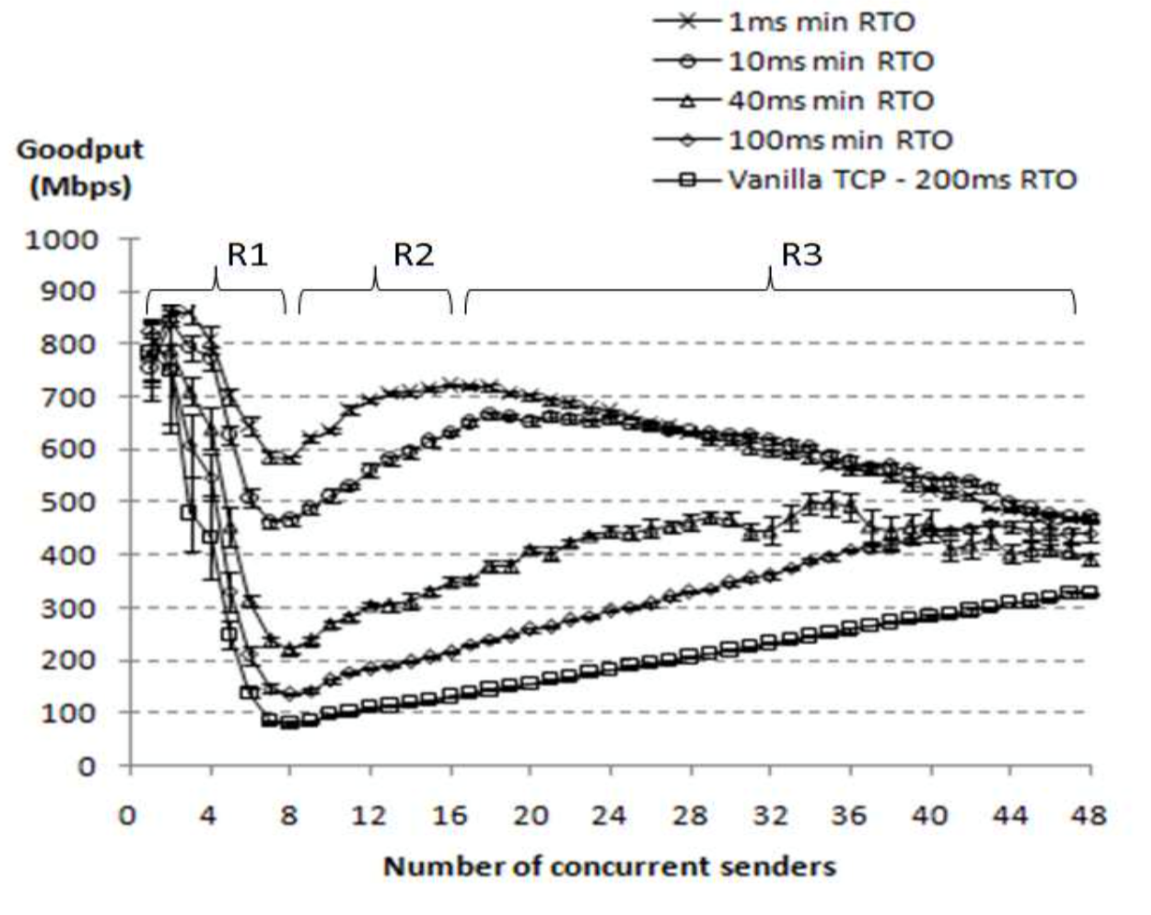 1ms min RTO
10ms min RTO
40ms min RTO
100ms min RTO
Vanilla TCP - 200ms RTO
Goodput
(Mbps)
R1 R2 R3
1000
900
800
700
600
500
400
300
200
100
0
0 4 8 12 16 20 24 28 32 36 40 44 48
Number of concurrent senders